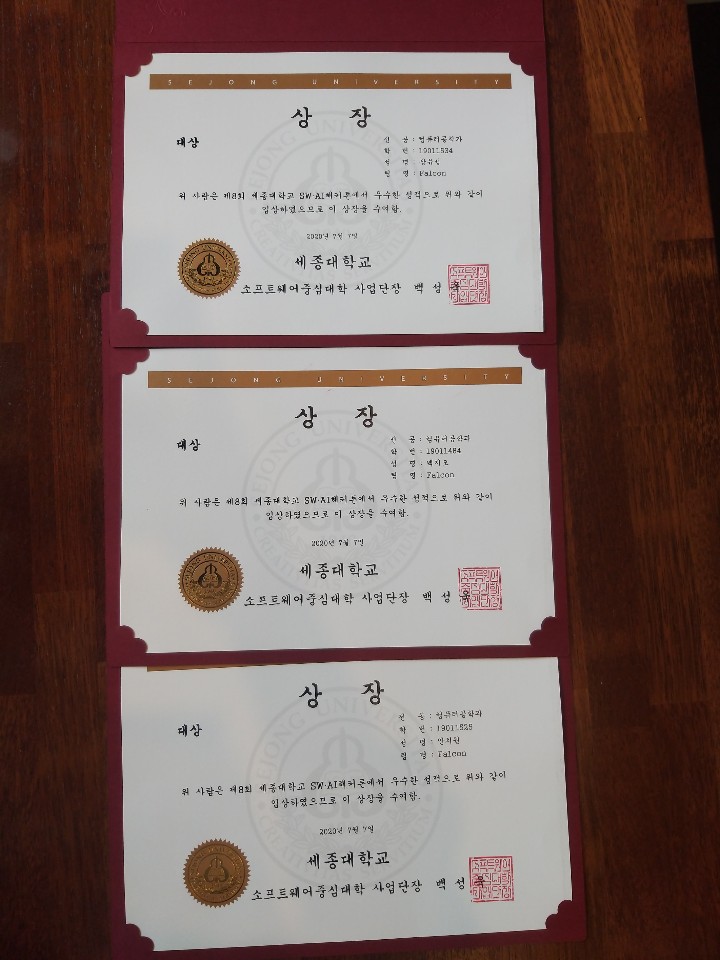 SEJONG UNIVERSITY
상 장
대상
전 공 : 컴퓨터공학과
학 번 : 19011534
성 명 :
팀 명 : Falcon
위 사람은 제8회 세종대학교 SW·AI해커톤에서 우수한 성적으로 위와 같이
입상하였으므로 이 상장을 수여함.
2020년 7월 7일
세종대학교
소프트웨어중심대학 사업단장 백 성 욱
SEJONG UNIVERSITY
상 장
대상
전 공 : 컴퓨터공학과
학 번 : 19011484
성 명 :
팀 명 : Falcon
위 사람은 제8회 세종대학교 SW·AI해커톤에서 우수한 성적으로 위와 같이
입상하였으므로 이 상장을 수여함.
2020년 7월 7일
세종대학교
소프트웨어중심대학 사업단장 백 성 욱
상 장
대상
전 공 : 컴퓨터공학과
학 번 : 19011525
성 명 :
팀 명 : Falcon
위 사람은 제8회 세종대학교 SW·AI해커톤에서 우수한 성적으로 위와 같이
입상하였으므로 이 상장을 수여함.
2020년 7월 7일
세종대학교
소프트웨어중심대학 사업단장 백 성 욱